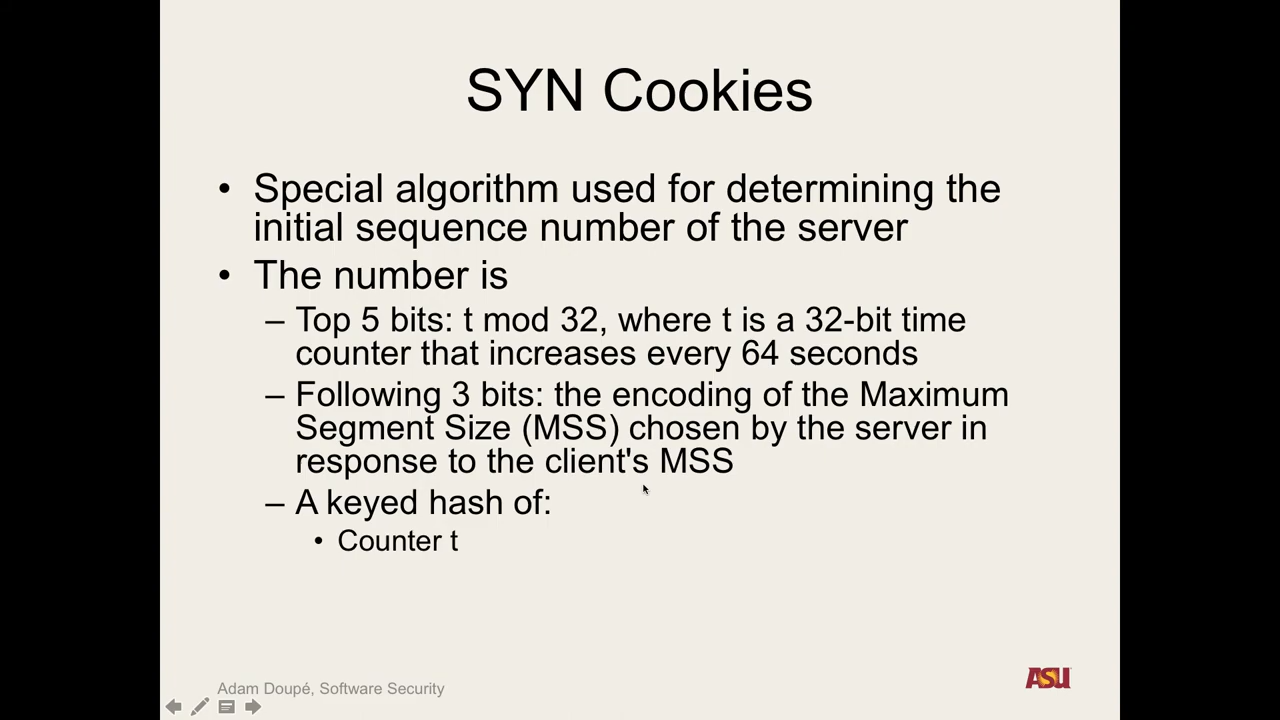 SYN Cookies
• Special algorithm used for determining the
initial sequence number of the server
• The number is
– Top 5 bits: t mod 32, where t is a 32-bit time
counter that increases every 64 seconds
– Following 3 bits: the encoding of the Maximum
Segment Size (MSS) chosen by the server in
response to the client's MSS
– A keyed hash of:
• Counter t
Adam Doupé, Software Security
ASU